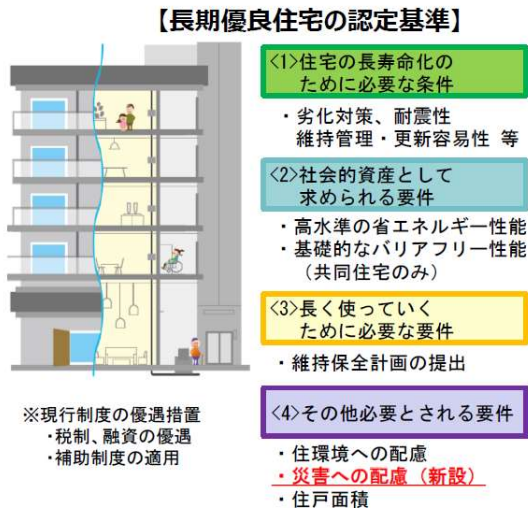 【長期優良住宅の認定基準】
<1>住宅の長寿命化の
ために必要な条件
・劣化対策、耐震性
維持管理・更新容易性 等
<2>社会的資産として
求められる要件
・高水準の省エネルギー性能
・基礎的なバリアフリー性能
（共同住宅のみ）
<3>長く使っていく
ために必要な要件
・維持保全計画の提出
<4>その他必要とされる要件
・住環境への配慮
・災害への配慮（新設）
・住戸面積
※現行制度の優遇措置
・税制、融資の優遇
・補助制度の適用